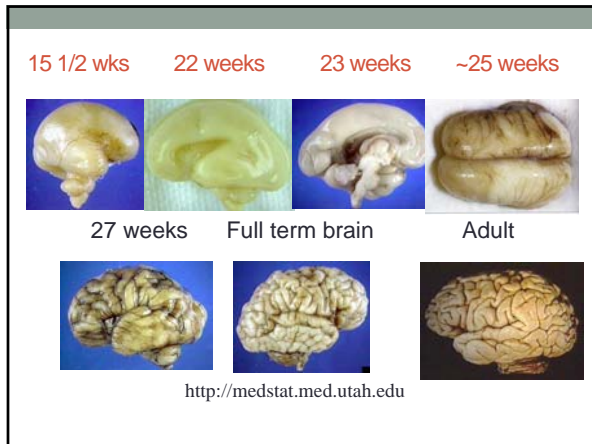 15 1/2 wks 22 weeks 23 weeks ~25 weeks
27 weeks Full term brain Adult
http://medstat.med.utah.edu